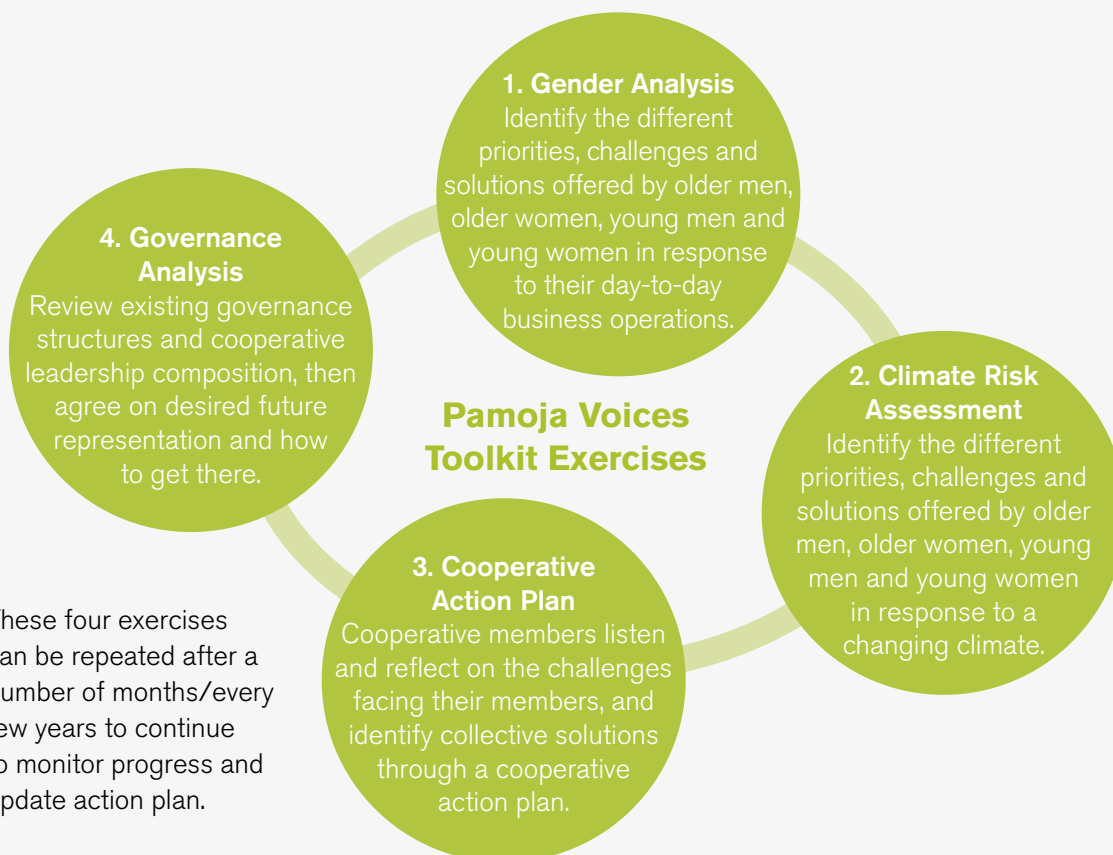 1. Gender Analysis
Identify the different
priorities, challenges and
solutions offered by older men,
older women, young men and
young women in response
to their day-to-day
business operations.
2. Climate Risk
Assessment
Identify the different
priorities, challenges and
solutions offered by older
men, older women, young
men and young women
in response to a
changing climate.
3. Cooperative
Action Plan
Cooperative members listen
and reflect on the challenges
facing their members, and
identify collective solutions
through a cooperative
action plan.
4. Governance
Analysis
Review existing governance
structures and cooperative
leadership composition, then
agree on desired future
representation and how
to get there.
Pamoja Voices
Toolkit Exercises
hese four exercises
an be repeated after a
umber of months/every
ew years to continue
o monitor progress and
pdate action plan.